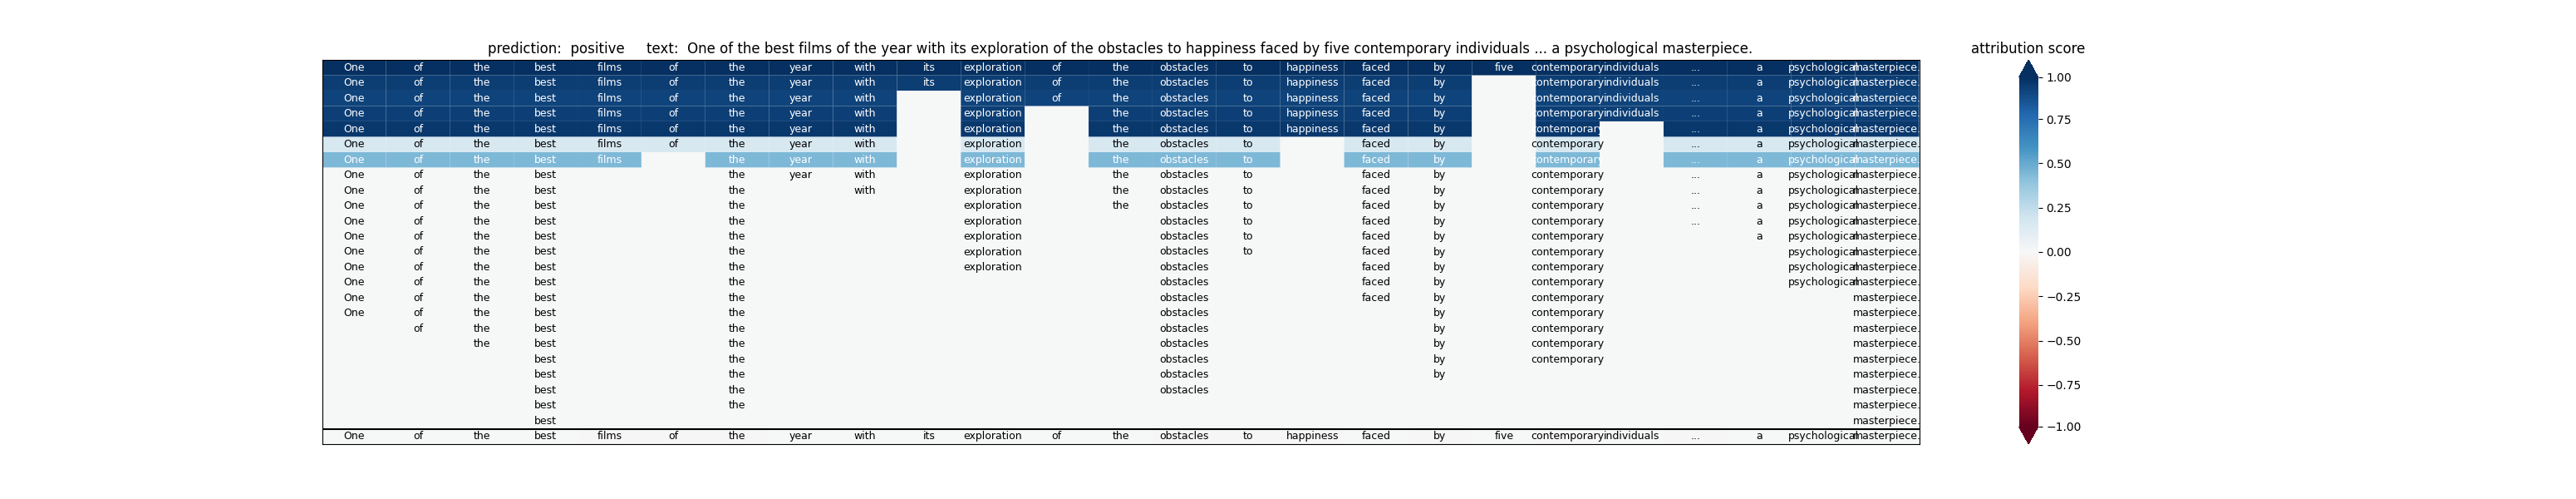 prediction: positive text: One of the best films of the year with its exploration of the obstacles to happiness faced by five contemporary individuals ... a psychological masterpiece. attribution score
One of the best films of the year with its exploration of the obstacles to happiness faced by five contemporary individuals ... a psychological masterpiece. 1.00
One of the best films of the year with its exploration of the obstacles to happiness faced by contemporary individuals ... a psychological masterpiece.
One of the best films of the year with exploration of the obstacles to happiness faced by contemporary individuals ... a psychological masterpiece.
One of the best films of the year with exploration the obstacles to happiness faced by contemporary individuals ... a psychological masterpiece. 0.75
One of the best films of the year with exploration the obstacles to happiness faced by contemporary ... a psychological masterpiece.
One of the best films of the year with exploration the obstacles to faced by contemporary ... a psychological masterpiece.
One of the best films the year with exploration the obstacles to faced by contemporary ... a psychological masterpiece. 0.50
One of the best the year with exploration the obstacles to faced by contemporary ... a psychological masterpiece.
One of the best the with exploration the obstacles to faced by contemporary ... a psychological masterpiece.
One of the best the exploration the obstacles to faced by contemporary ... a psychological masterpiece. 0.25
One of the best the exploration obstacles to faced by contemporary ... a psychological masterpiece.
One of the best the exploration obstacles to faced by contemporary a psychological masterpiece.
One of the best the exploration obstacles to faced by contemporary psychological masterpiece. 0.00
One of the best the exploration obstacles faced by contemporary psychological masterpiece.
One of the best the obstacles faced by contemporary psychological masterpiece.
One of the best the obstacles faced by contemporary masterpiece. −0.25
One of the best the obstacles by contemporary masterpiece.
of the best the obstacles by contemporary masterpiece.
the best the obstacles by contemporary masterpiece. −0.50
best the obstacles by contemporary masterpiece.
best the obstacles by masterpiece.
best the obstacles masterpiece. −0.75
best the masterpiece.
best masterpiece.
One of the best films of the year with its exploration of the obstacles to happiness faced by five contemporary individuals ... a psychological masterpiece. −1.00